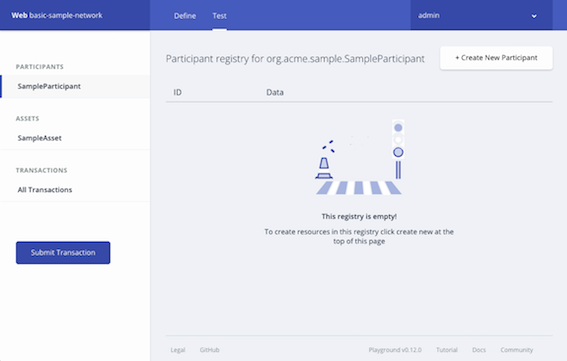 Web basic-sample-network
Define
Test
admin
PARTICIPANTS
SampleParticipant
ASSETS
SampleAsset
TRANSACTIONS
All Transactions
Submit Transaction
Participant registry for org.acme.sample.SampleParticipant
+ Create New Participant
ID
Data
This registry is empty!
To create resources in this registry click create new at the
top of this page
Legal
GitHub
Playground v0.12.0
Tutorial
Docs
Community